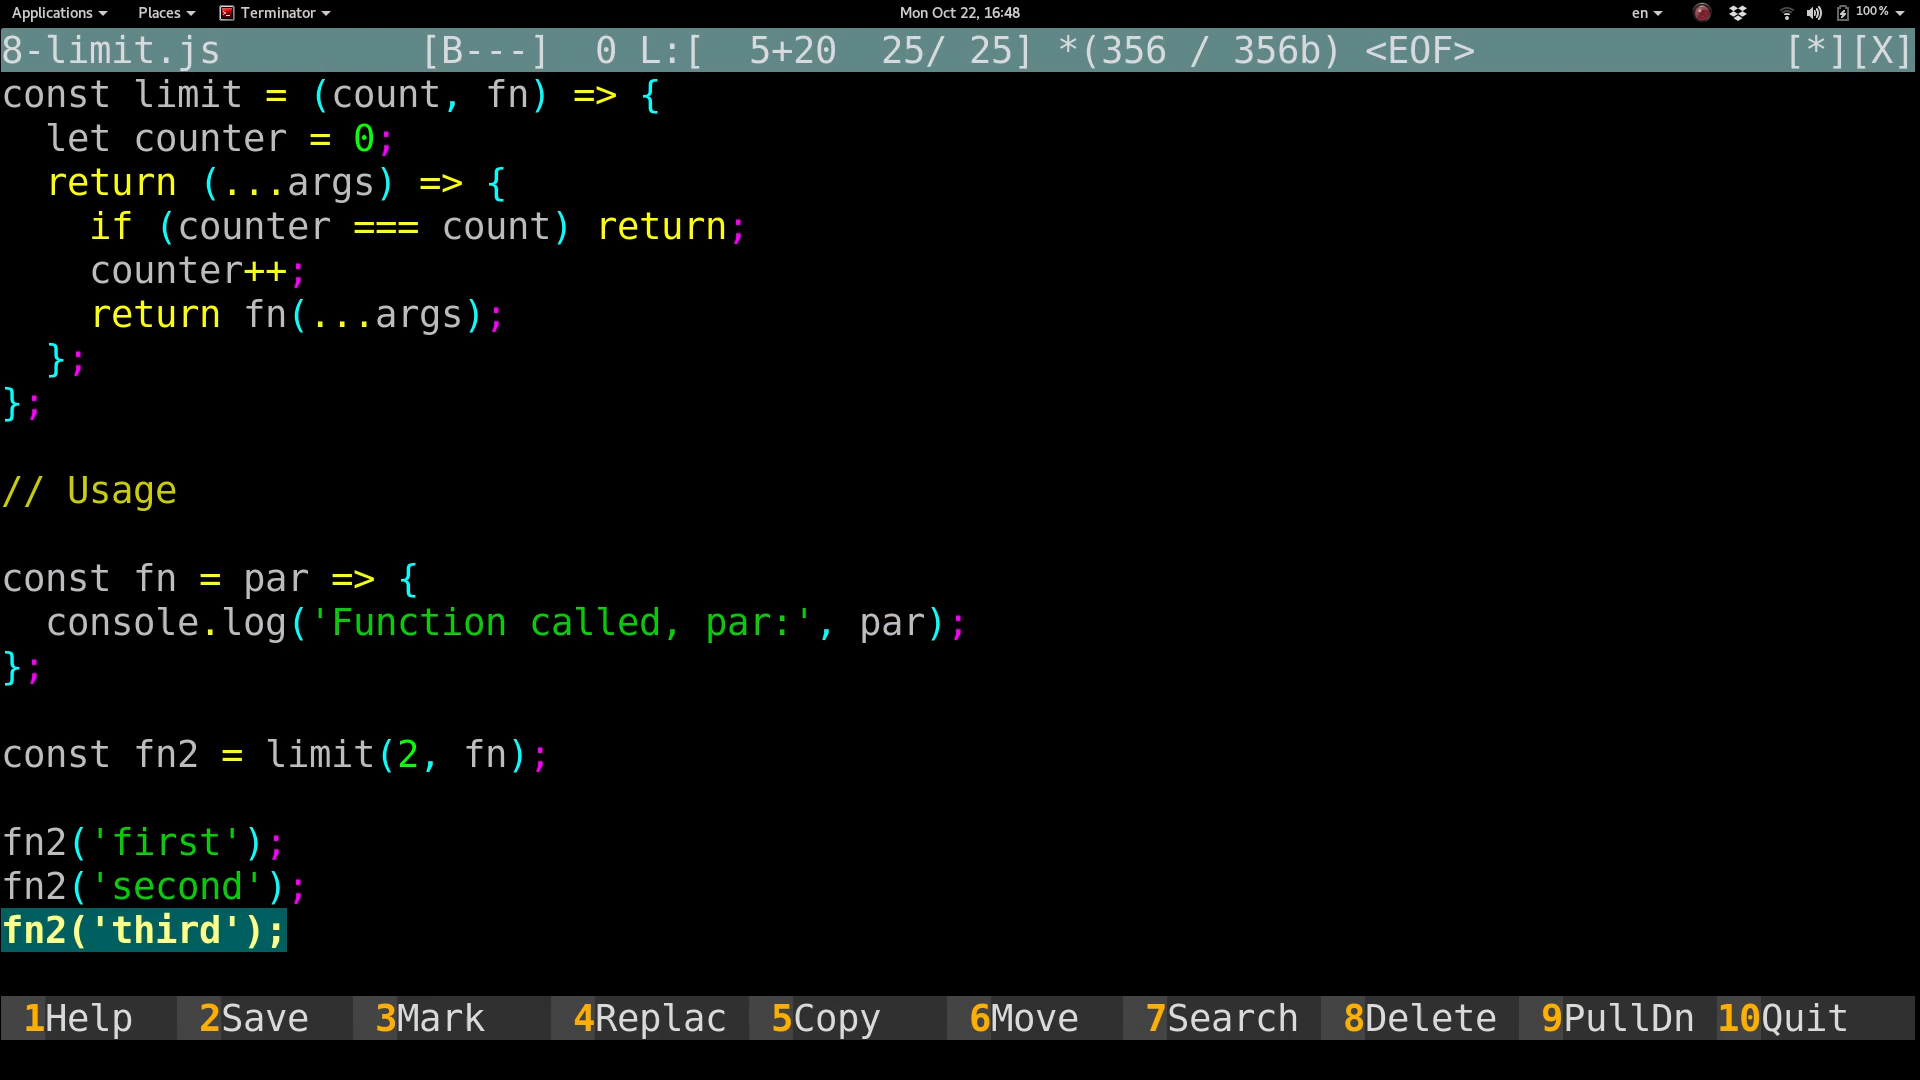 Applications Places Terminator Mon Oct 22, 16:48 en 100%
8-limit.js [B---] 0 L:[ 5+20 25/ 25] *(356 / 356b) <EOF> [*][X]
const limit = (count, fn) => {
  let counter = 0;
  return (...args) => {
    if (counter === count) return;
    counter++;
    return fn(...args);
  };
};
// Usage
const fn = par => {
  console.log('Function called, par:', par);
};
const fn2 = limit(2, fn);
fn2('first');
fn2('second');
fn2('third');
1Help 2Save 3Mark 4Replac 5Copy 6Move 7Search 8Delete 9PullDn 10Quit